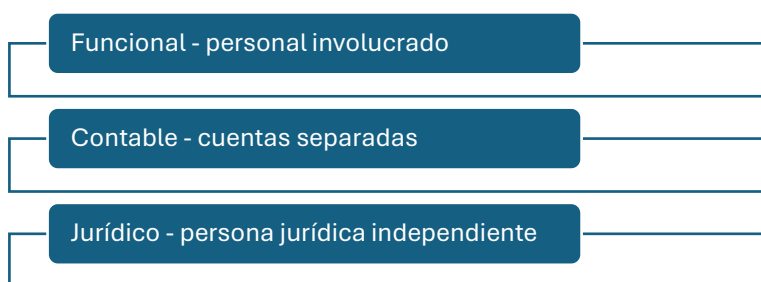 Funcional - personal involucrado
Contable - cuentas separadas
Jurídico - persona jurídica independiente